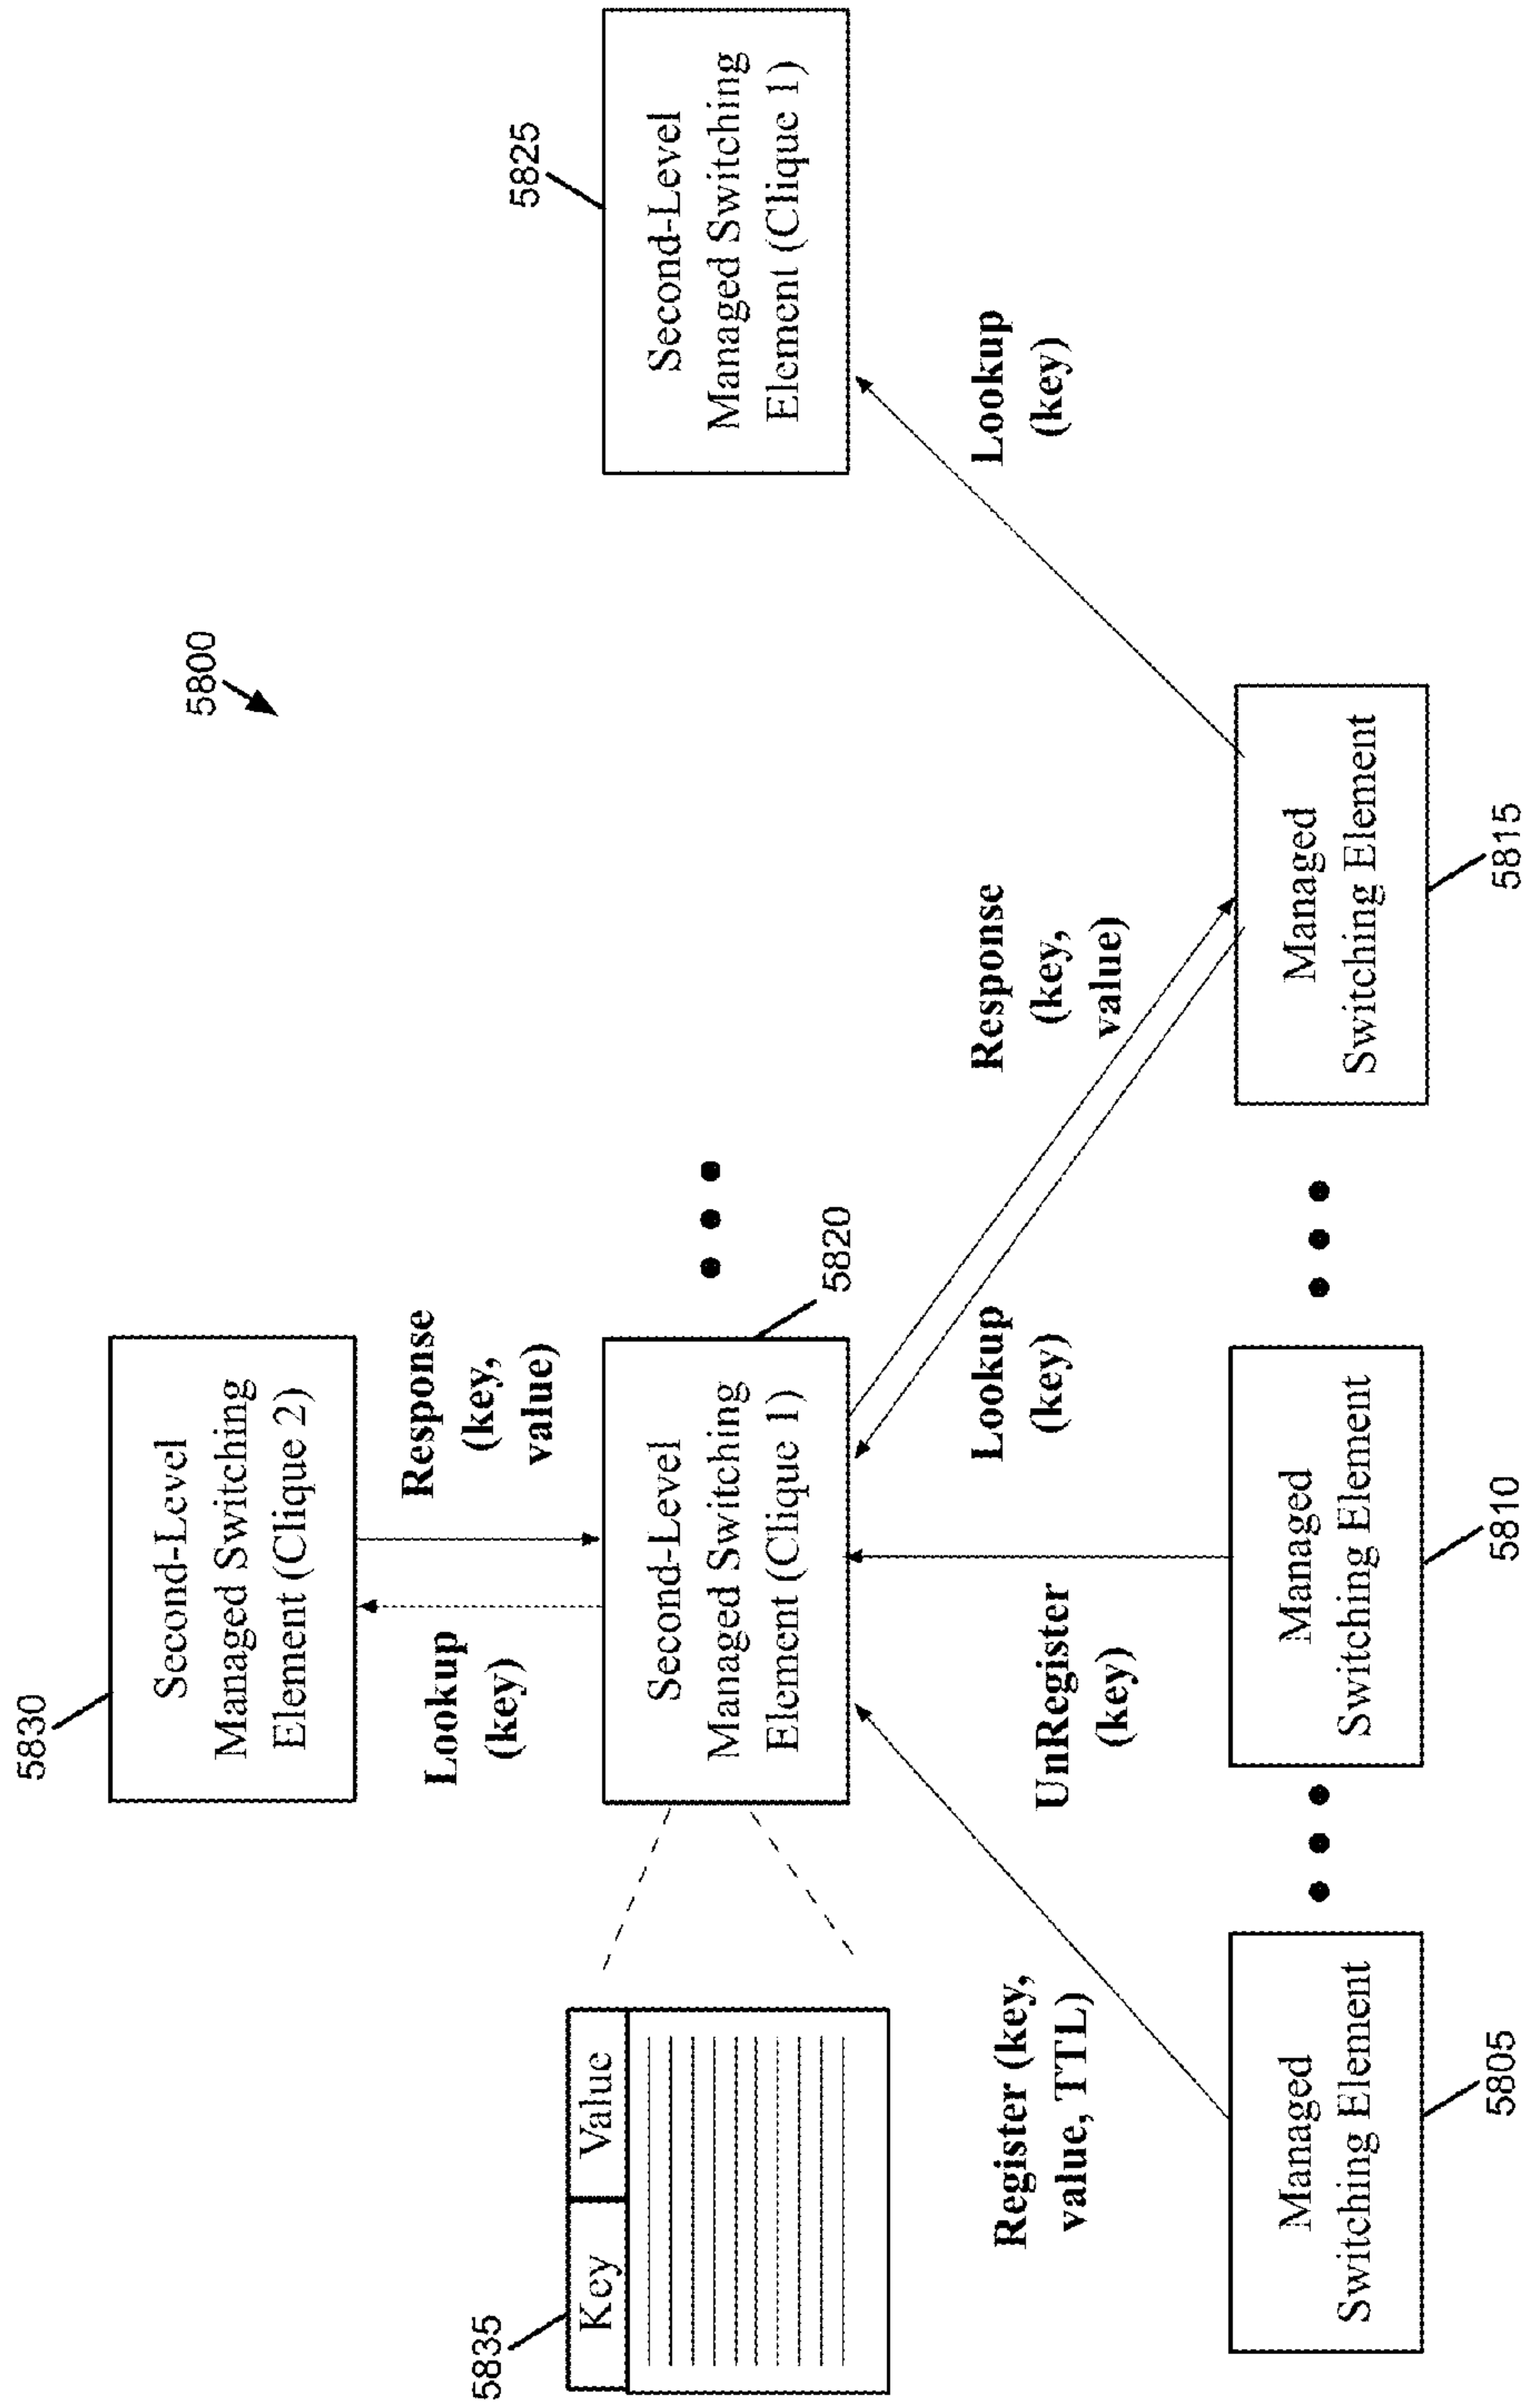 5800
5830
Second-Level
Managed Switching
Element (Clique 2)
Lookup
(key)
Response
(key,
value)
5835
Key
Value
Second-Level
Managed Switching
Element (Clique 1)
5820
5825
Second-Level
Managed Switching
Element (Clique 1)
Register (key,
value, TTL)
UnRegister
(key)
Lookup
(key)
Response
(key,
value)
Lookup
(key)
Managed
Switching Element
5805
Managed
Switching Element
5810
Managed
Switching Element
5815